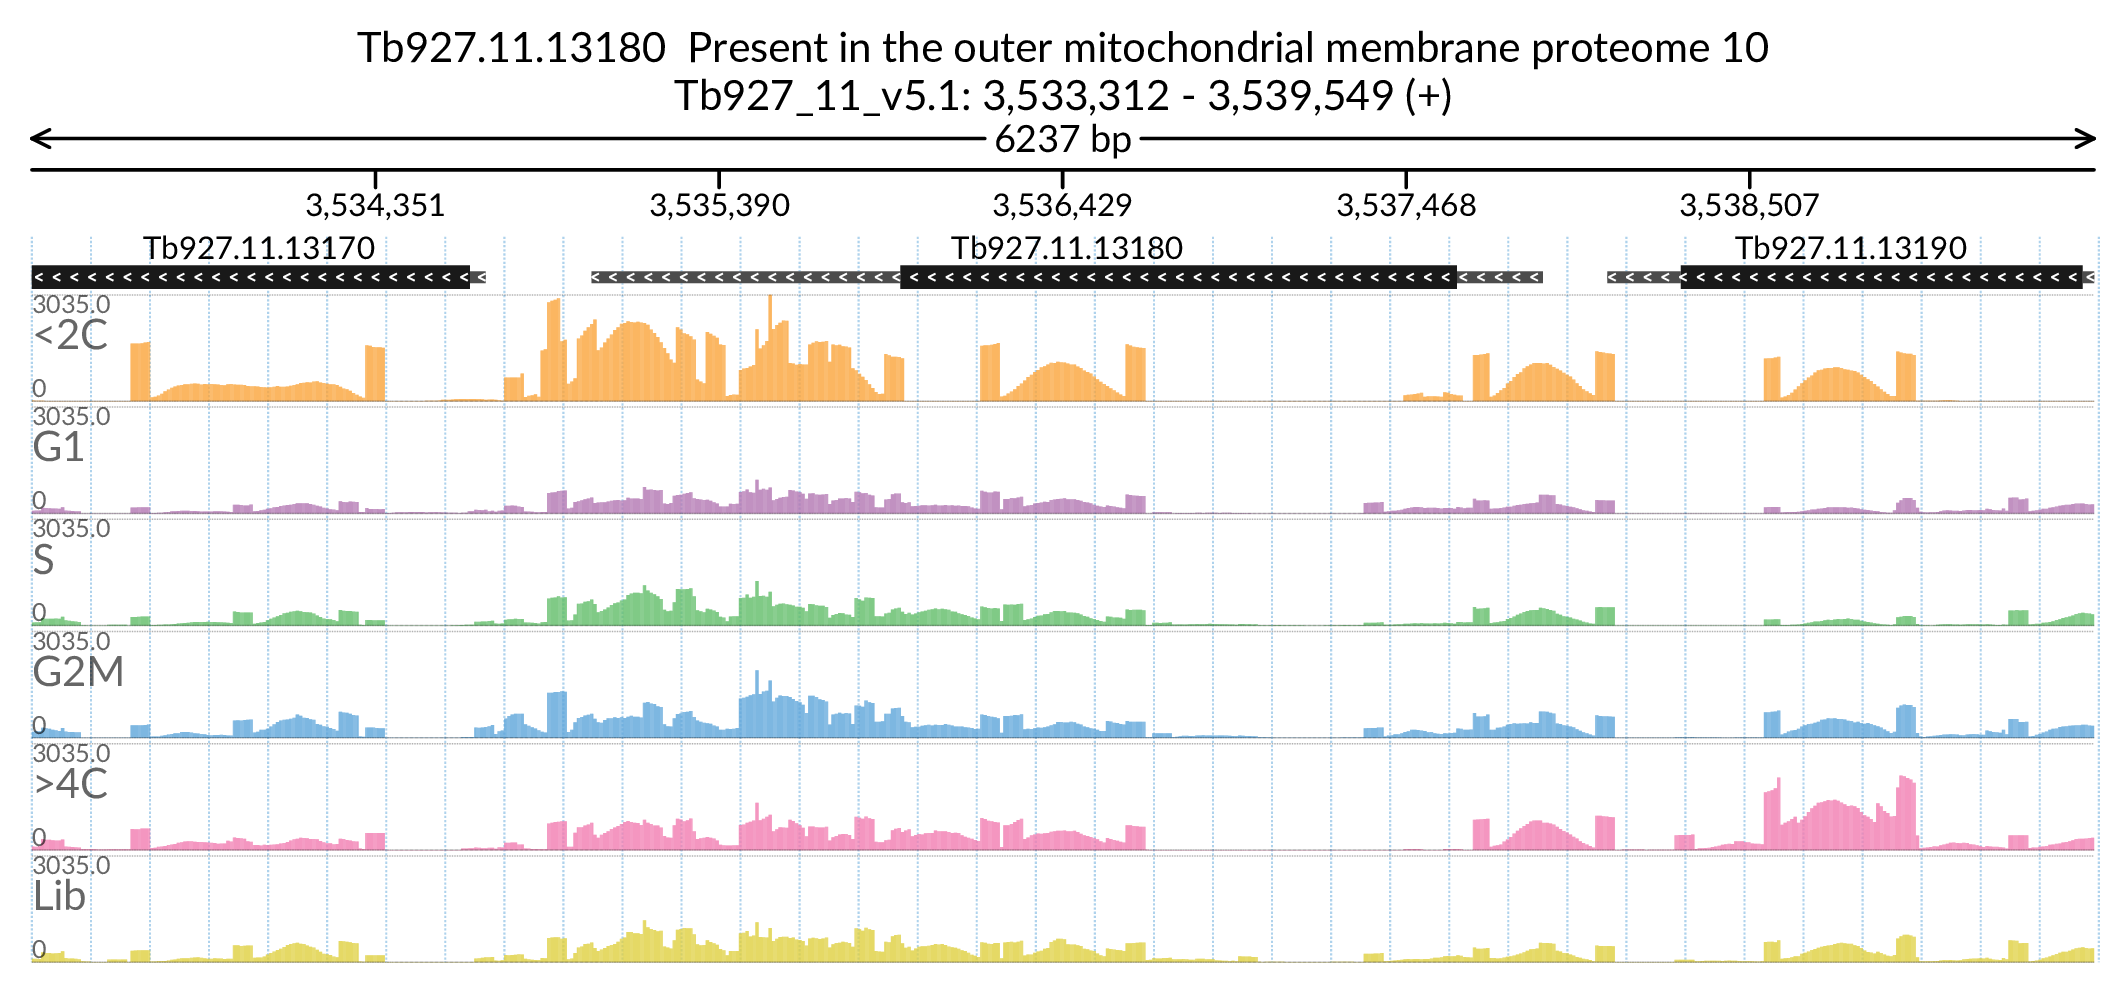 Tb927.11.13180  Present in the outer mitochondrial membrane proteome 10
Tb927_11_v5.1: 3,533,312 - 3,539,549 (+)
6237 bp
3,534,351 3,535,390 3,536,429 3,537,468 3,538,507
Tb927.11.13170 Tb927.11.13180 Tb927.11.13190
3035.0
<2C
0
3035.0
G1
0
3035.0
S
0
3035.0
G2M
0
3035.0
>4C
0
3035.0
Lib
0